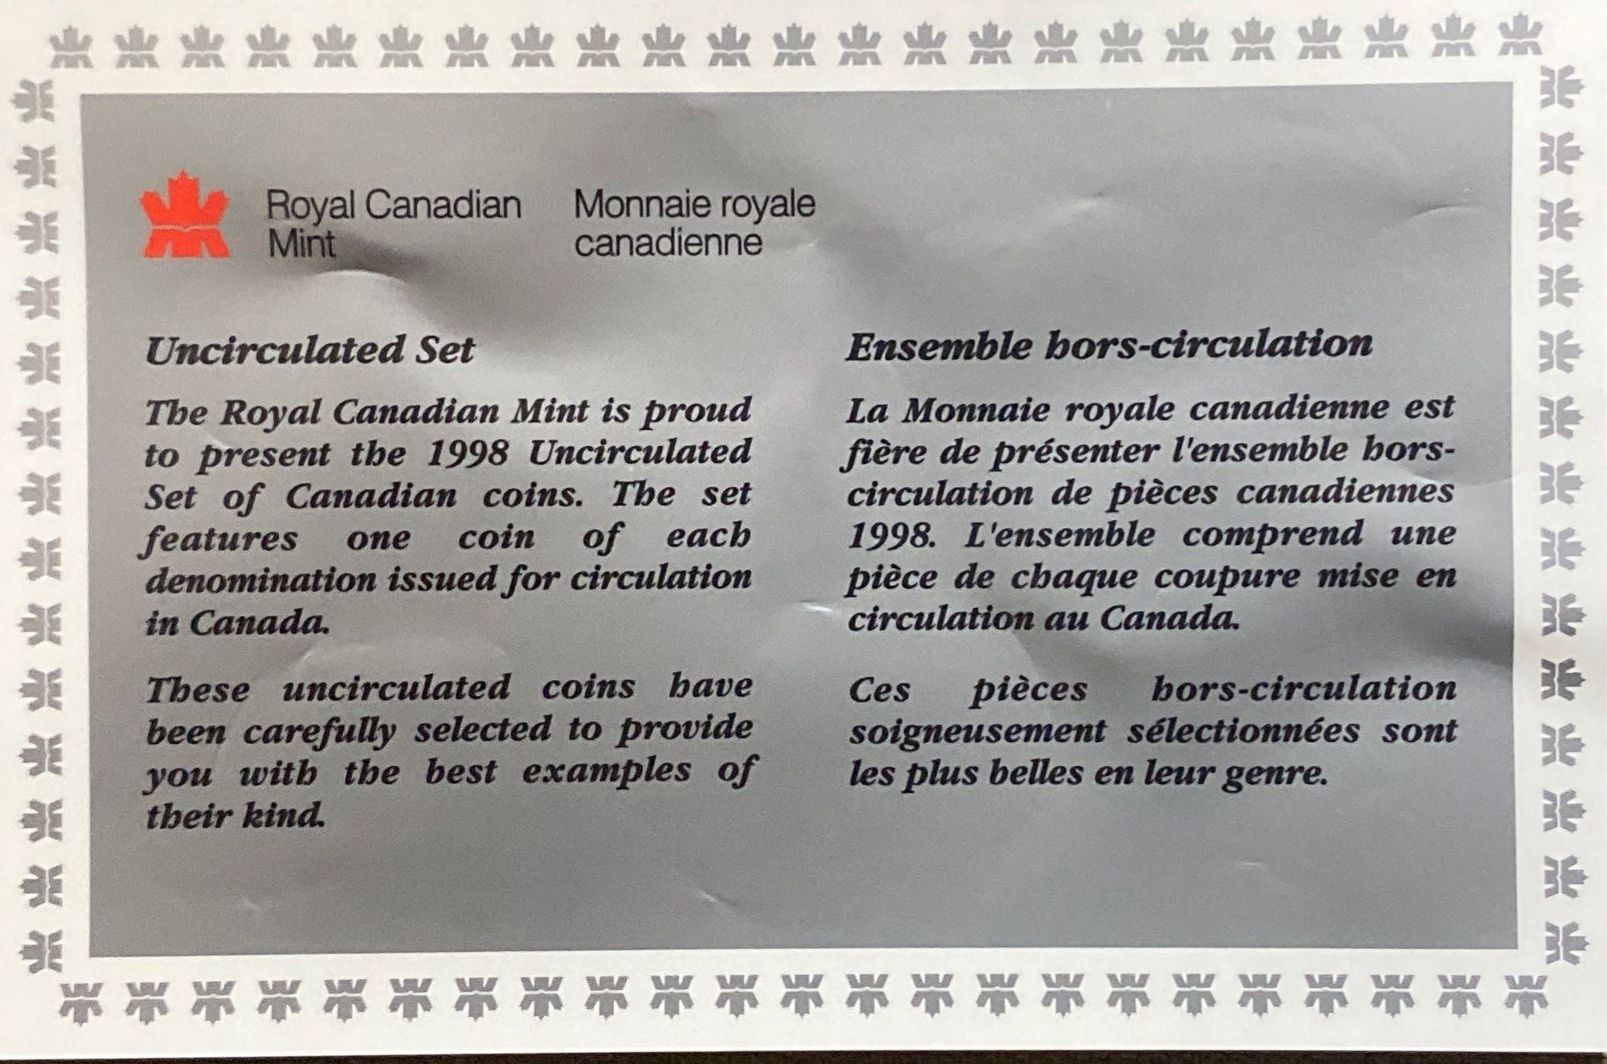 Royal Canadian
Mint
Monnaie royale
canadienne
Uncirculated Set
The Royal Canadian Mint is proud
to present the 1998 Uncirculated
Set of Canadian coins. The set
features one coin of each
denomination issued for circulation
in Canada.
These uncirculated coins have
been carefully selected to provide
you with the best examples of
their kind.
Ensemble hors-circulation
La Monnaie royale canadienne est
fière de présenter l'ensemble hors-
circulation de pièces canadiennes
1998. L'ensemble comprend une
pièce de chaque coupure mise en
circulation au Canada.
Ces pièces hors-circulation
soigneusement sélectionnées sont
les plus belles en leur genre.